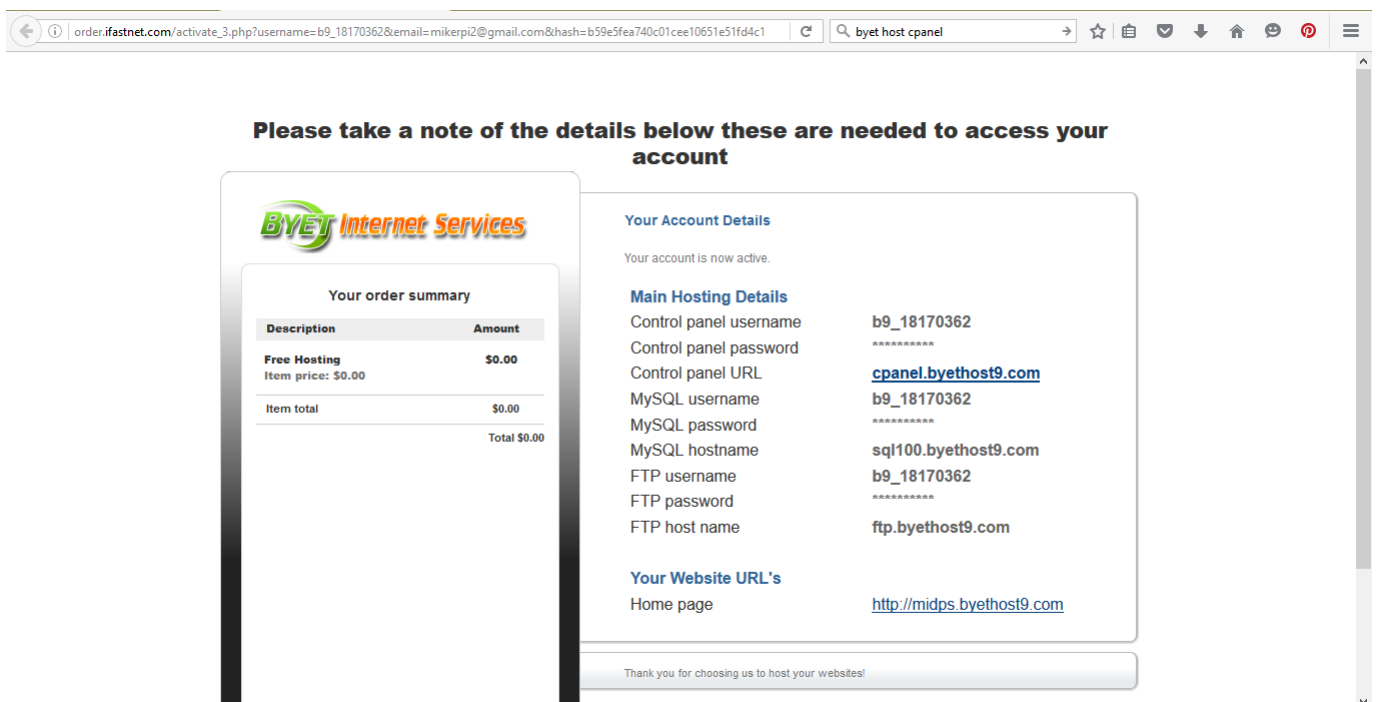 order.ifastnet.com/activate_3.php?username=b9_18170362&email=mikerpi2@gmail.com&hash=b59e5fea740c01cee10651e51fd4c1
byet host cpanel
Please take a note of the details below these are needed to access your
account
BYET Internet Services
Your order summary
Description Amount
Free Hosting $0.00
Item price: $0.00
Item total $0.00
Total $0.00
Your Account Details
Your account is now active.
Main Hosting Details
Control panel username b9_18170362
Control panel password **********
Control panel URL cpanel.byethost9.com
MySQL username b9_18170362
MySQL password **********
MySQL hostname sql100.byethost9.com
FTP username b9_18170362
FTP password **********
FTP host name ftp.byethost9.com
Your Website URL's
Home page http://midps.byethost9.com
Thank you for choosing us to host your websites!